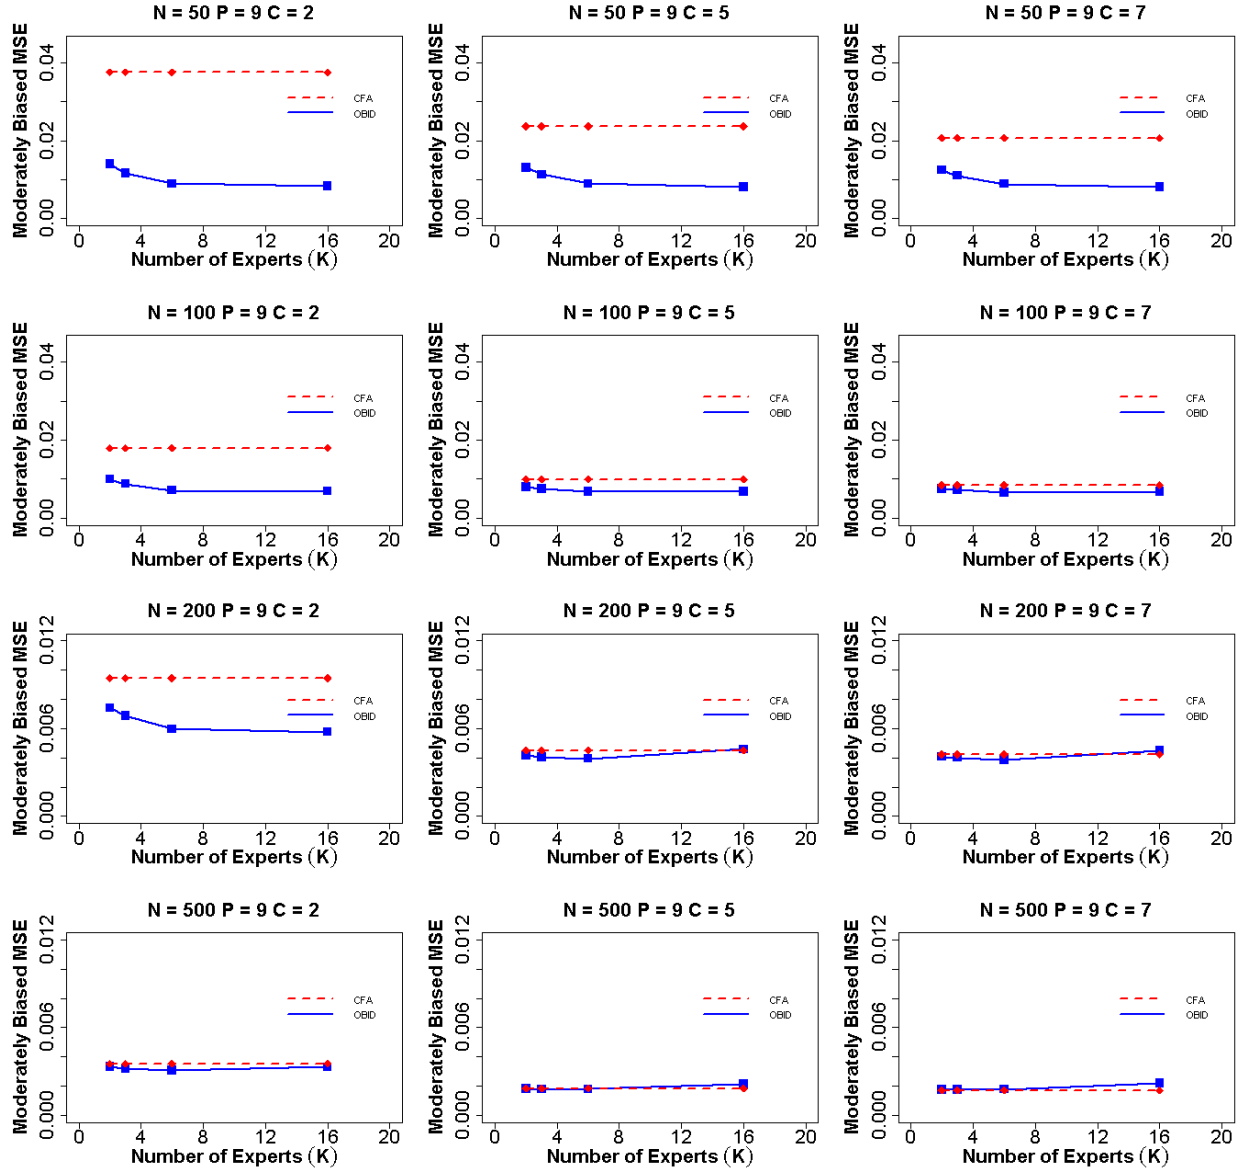 N = 50 P = 9 C = 2
Moderately Biased MSE
0.04
0.02
0.00
CFA
OBID
0 4 8 12 16 20
Number of Experts (K)
N = 50 P = 9 C = 5
Moderately Biased MSE
0.04
0.02
0.00
CFA
OBID
0 4 8 12 16 20
Number of Experts (K)
N = 50 P = 9 C = 7
Moderately Biased MSE
0.04
0.02
0.00
CFA
OBID
0 4 8 12 16 20
Number of Experts (K)
N = 100 P = 9 C = 2
Moderately Biased MSE
0.04
0.02
0.00
CFA
OBID
0 4 8 12 16 20
Number of Experts (K)
N = 100 P = 9 C = 5
Moderately Biased MSE
0.04
0.02
0.00
CFA
OBID
0 4 8 12 16 20
Number of Experts (K)
N = 100 P = 9 C = 7
Moderately Biased MSE
0.04
0.02
0.00
CFA
OBID
0 4 8 12 16 20
Number of Experts (K)
N = 200 P = 9 C = 2
Moderately Biased MSE
0.012
0.006
0.000
CFA
OBID
0 4 8 12 16 20
Number of Experts (K)
N = 200 P = 9 C = 5
Moderately Biased MSE
0.012
0.006
0.000
CFA
OBID
0 4 8 12 16 20
Number of Experts (K)
N = 200 P = 9 C = 7
Moderately Biased MSE
0.012
0.006
0.000
CFA
OBID
0 4 8 12 16 20
Number of Experts (K)
N = 500 P = 9 C = 2
Moderately Biased MSE
0.012
0.006
0.000
CFA
OBID
0 4 8 12 16 20
Number of Experts (K)
N = 500 P = 9 C = 5
Moderately Biased MSE
0.012
0.006
0.000
CFA
OBID
0 4 8 12 16 20
Number of Experts (K)
N = 500 P = 9 C = 7
Moderately Biased MSE
0.012
0.006
0.000
CFA
OBID
0 4 8 12 16 20
Number of Experts (K)